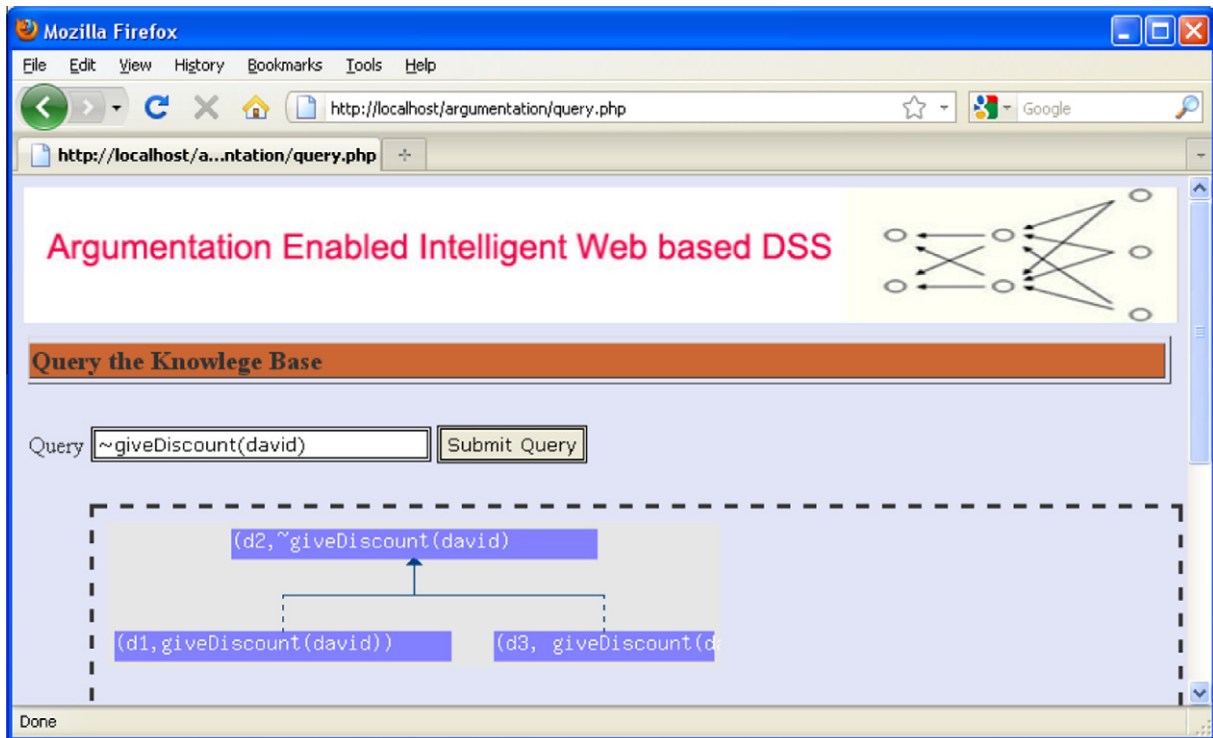 Mozilla Firefox
File Edit View History Bookmarks Tools Help
http://localhost/argumentation/query.php
Google
http://localhost/a...ntation/query.php
Argumentation Enabled Intelligent Web based DSS
Query the Knowlege Base
Query ~giveDiscount(david) Submit Query
(d2,~giveDiscount(david)
(d1,giveDiscount(david)) (d3, giveDiscount(d
Done